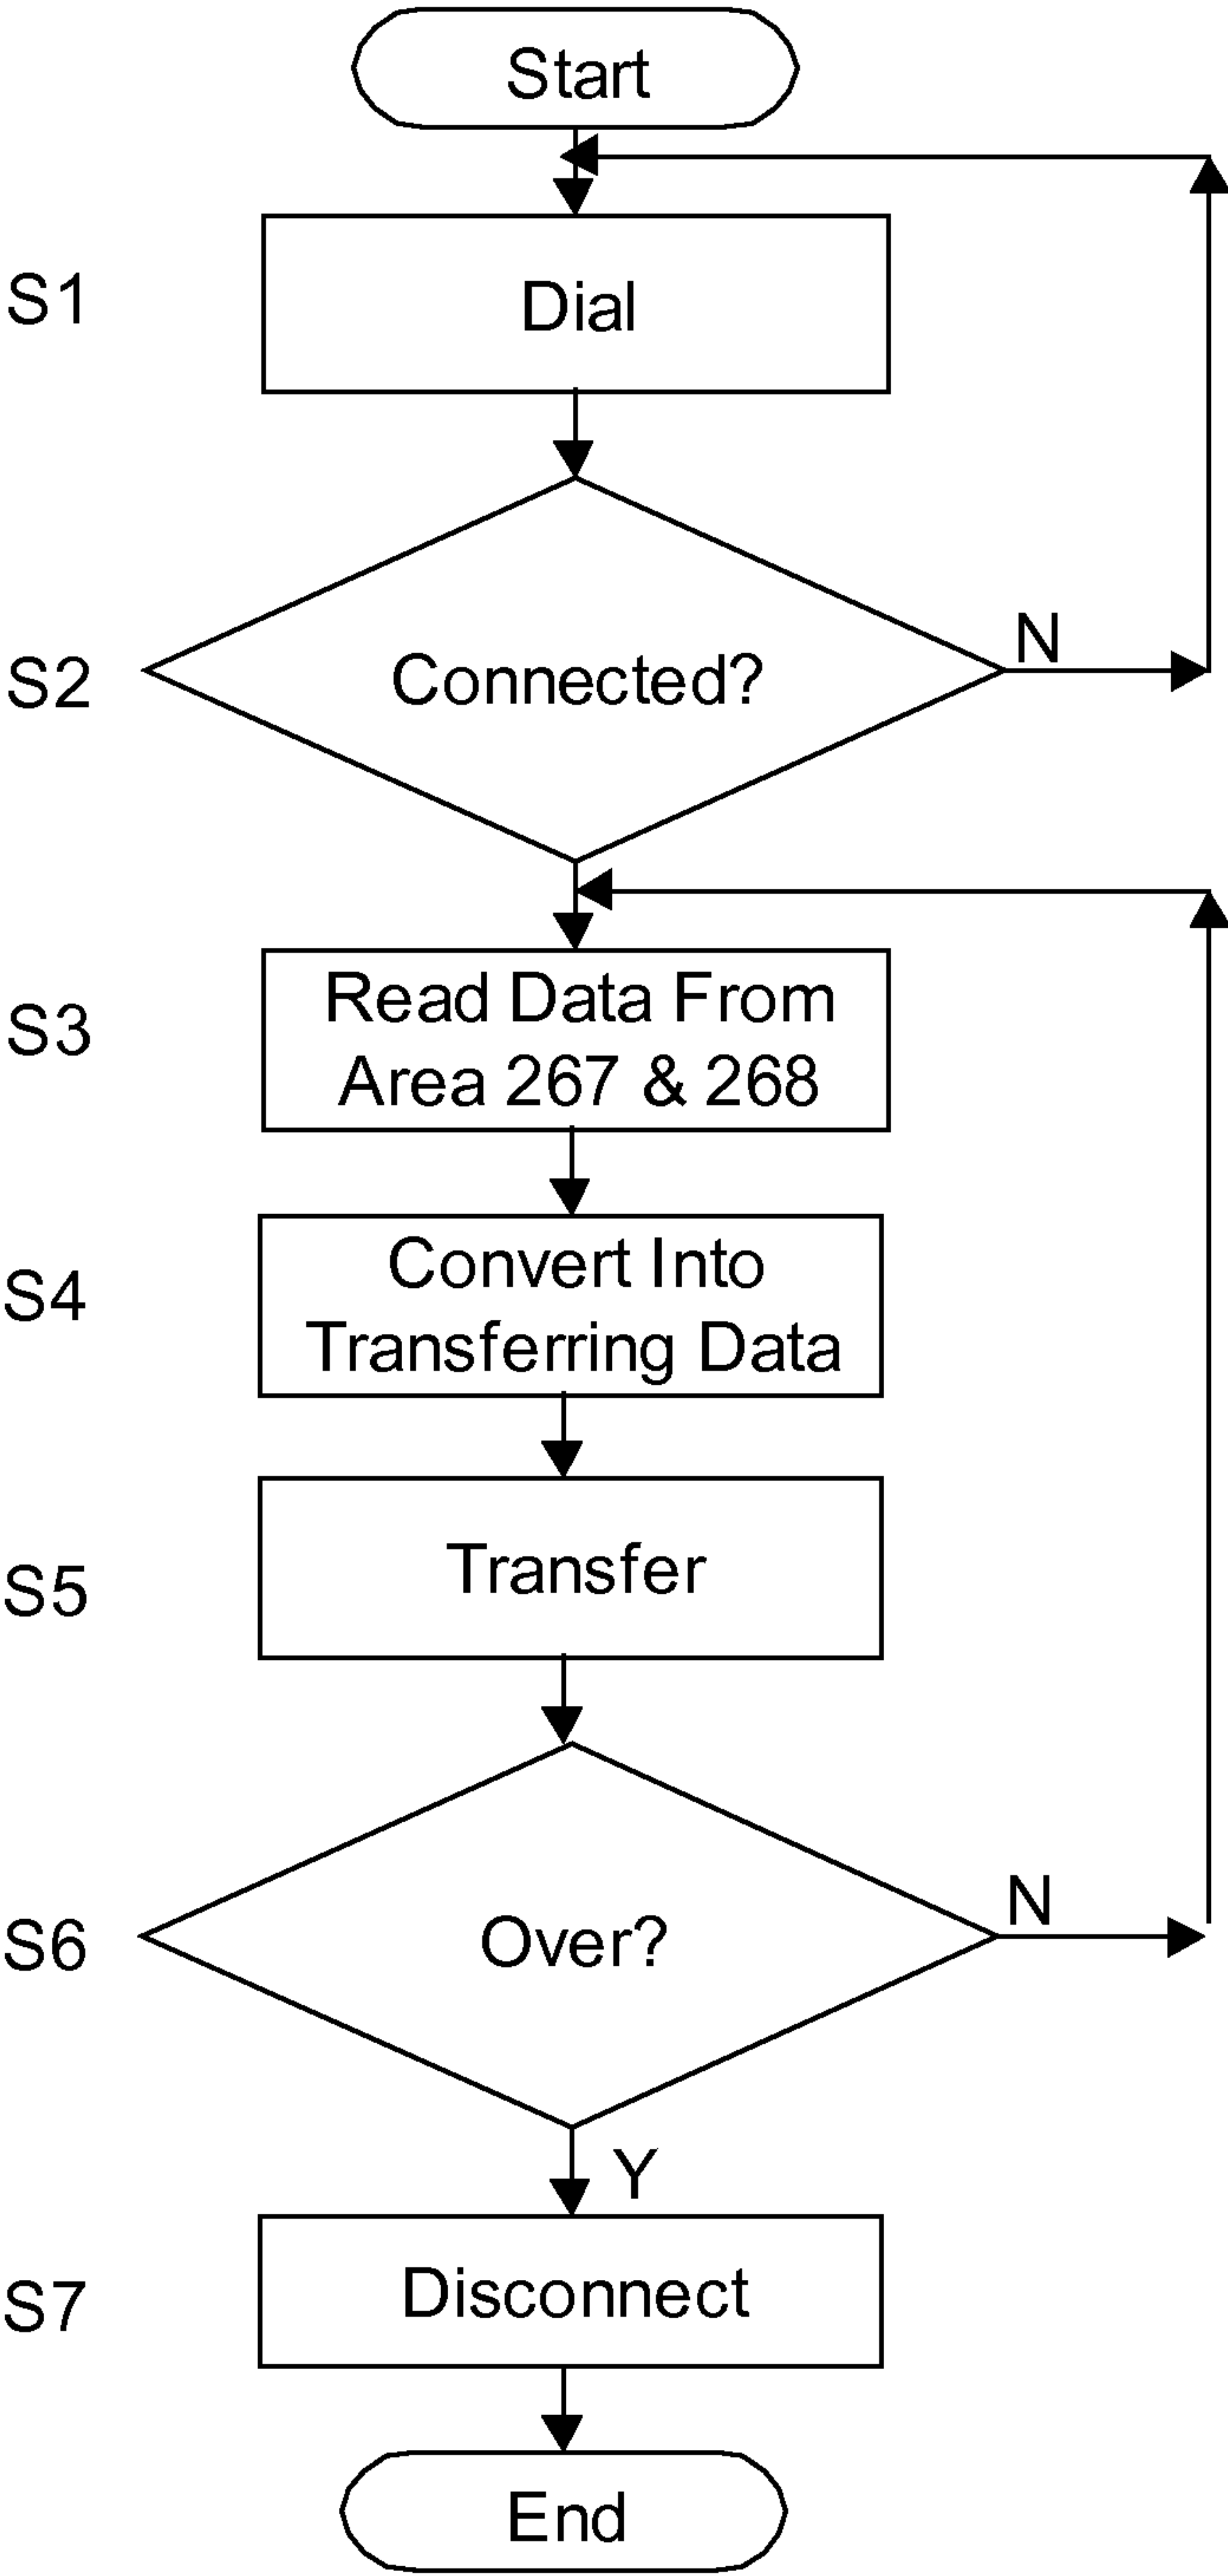 Start
S1
Dial
S2
Connected?
N
S3
Read Data From
Area 267 & 268
S4
Convert Into
Transferring Data
S5
Transfer
S6
Over?
N
Y
S7
Disconnect
End